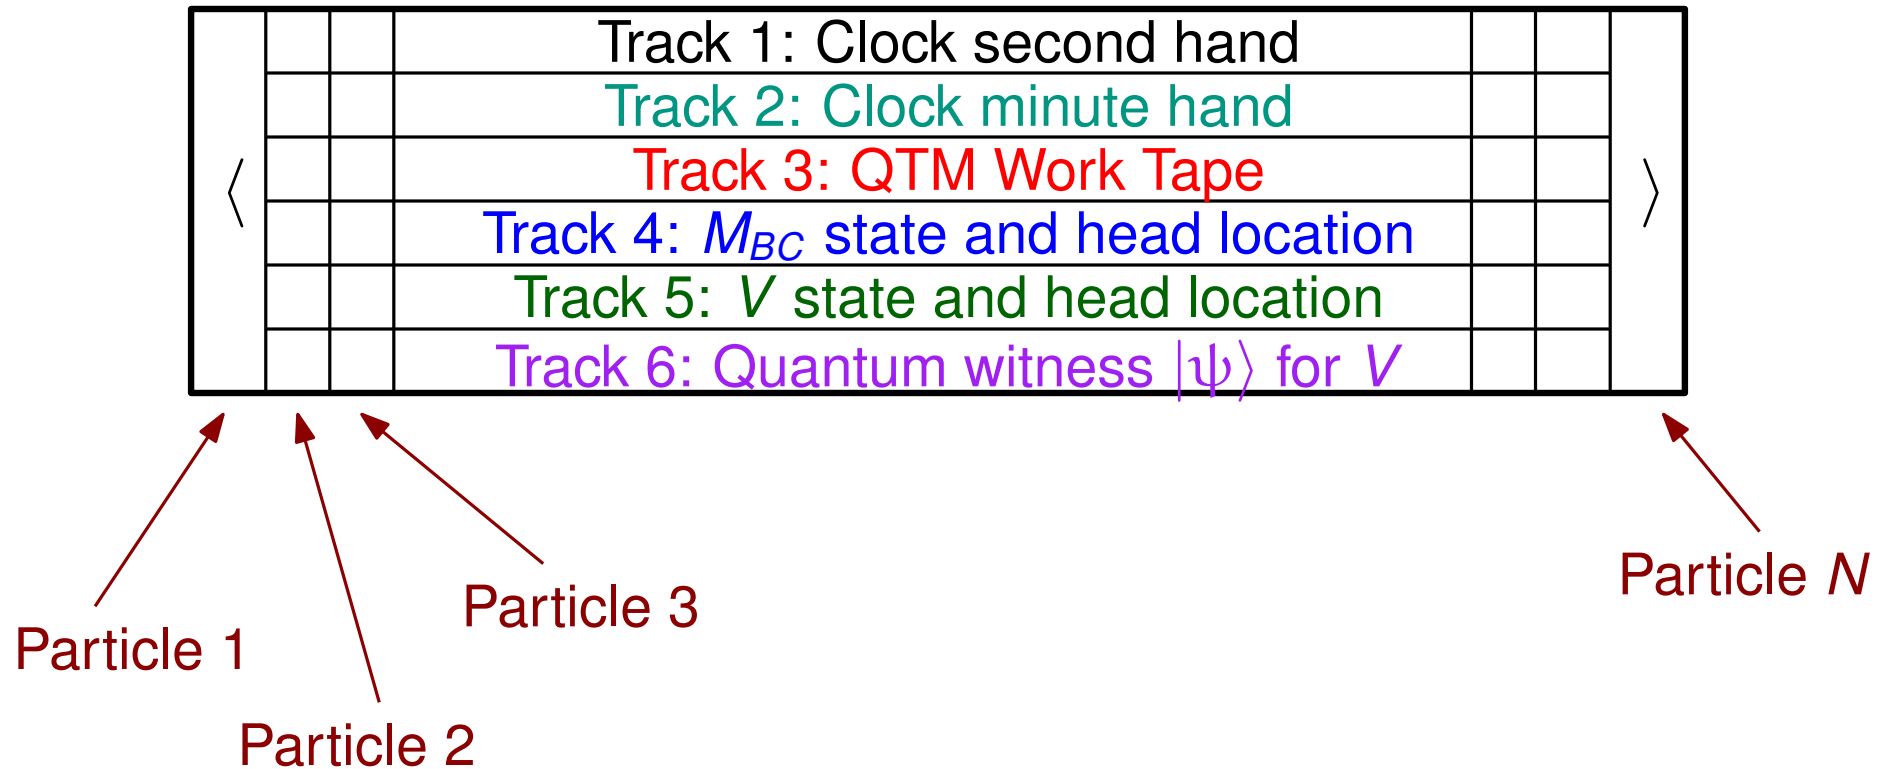 Track 1: Clock second hand
Track 2: Clock minute hand
Track 3: QTM Work Tape
⟨ Track 4: M_BC state and head location ⟩
Track 5: V state and head location
Track 6: Quantum witness |ψ⟩ for V
Particle 1
Particle 2
Particle 3
Particle N